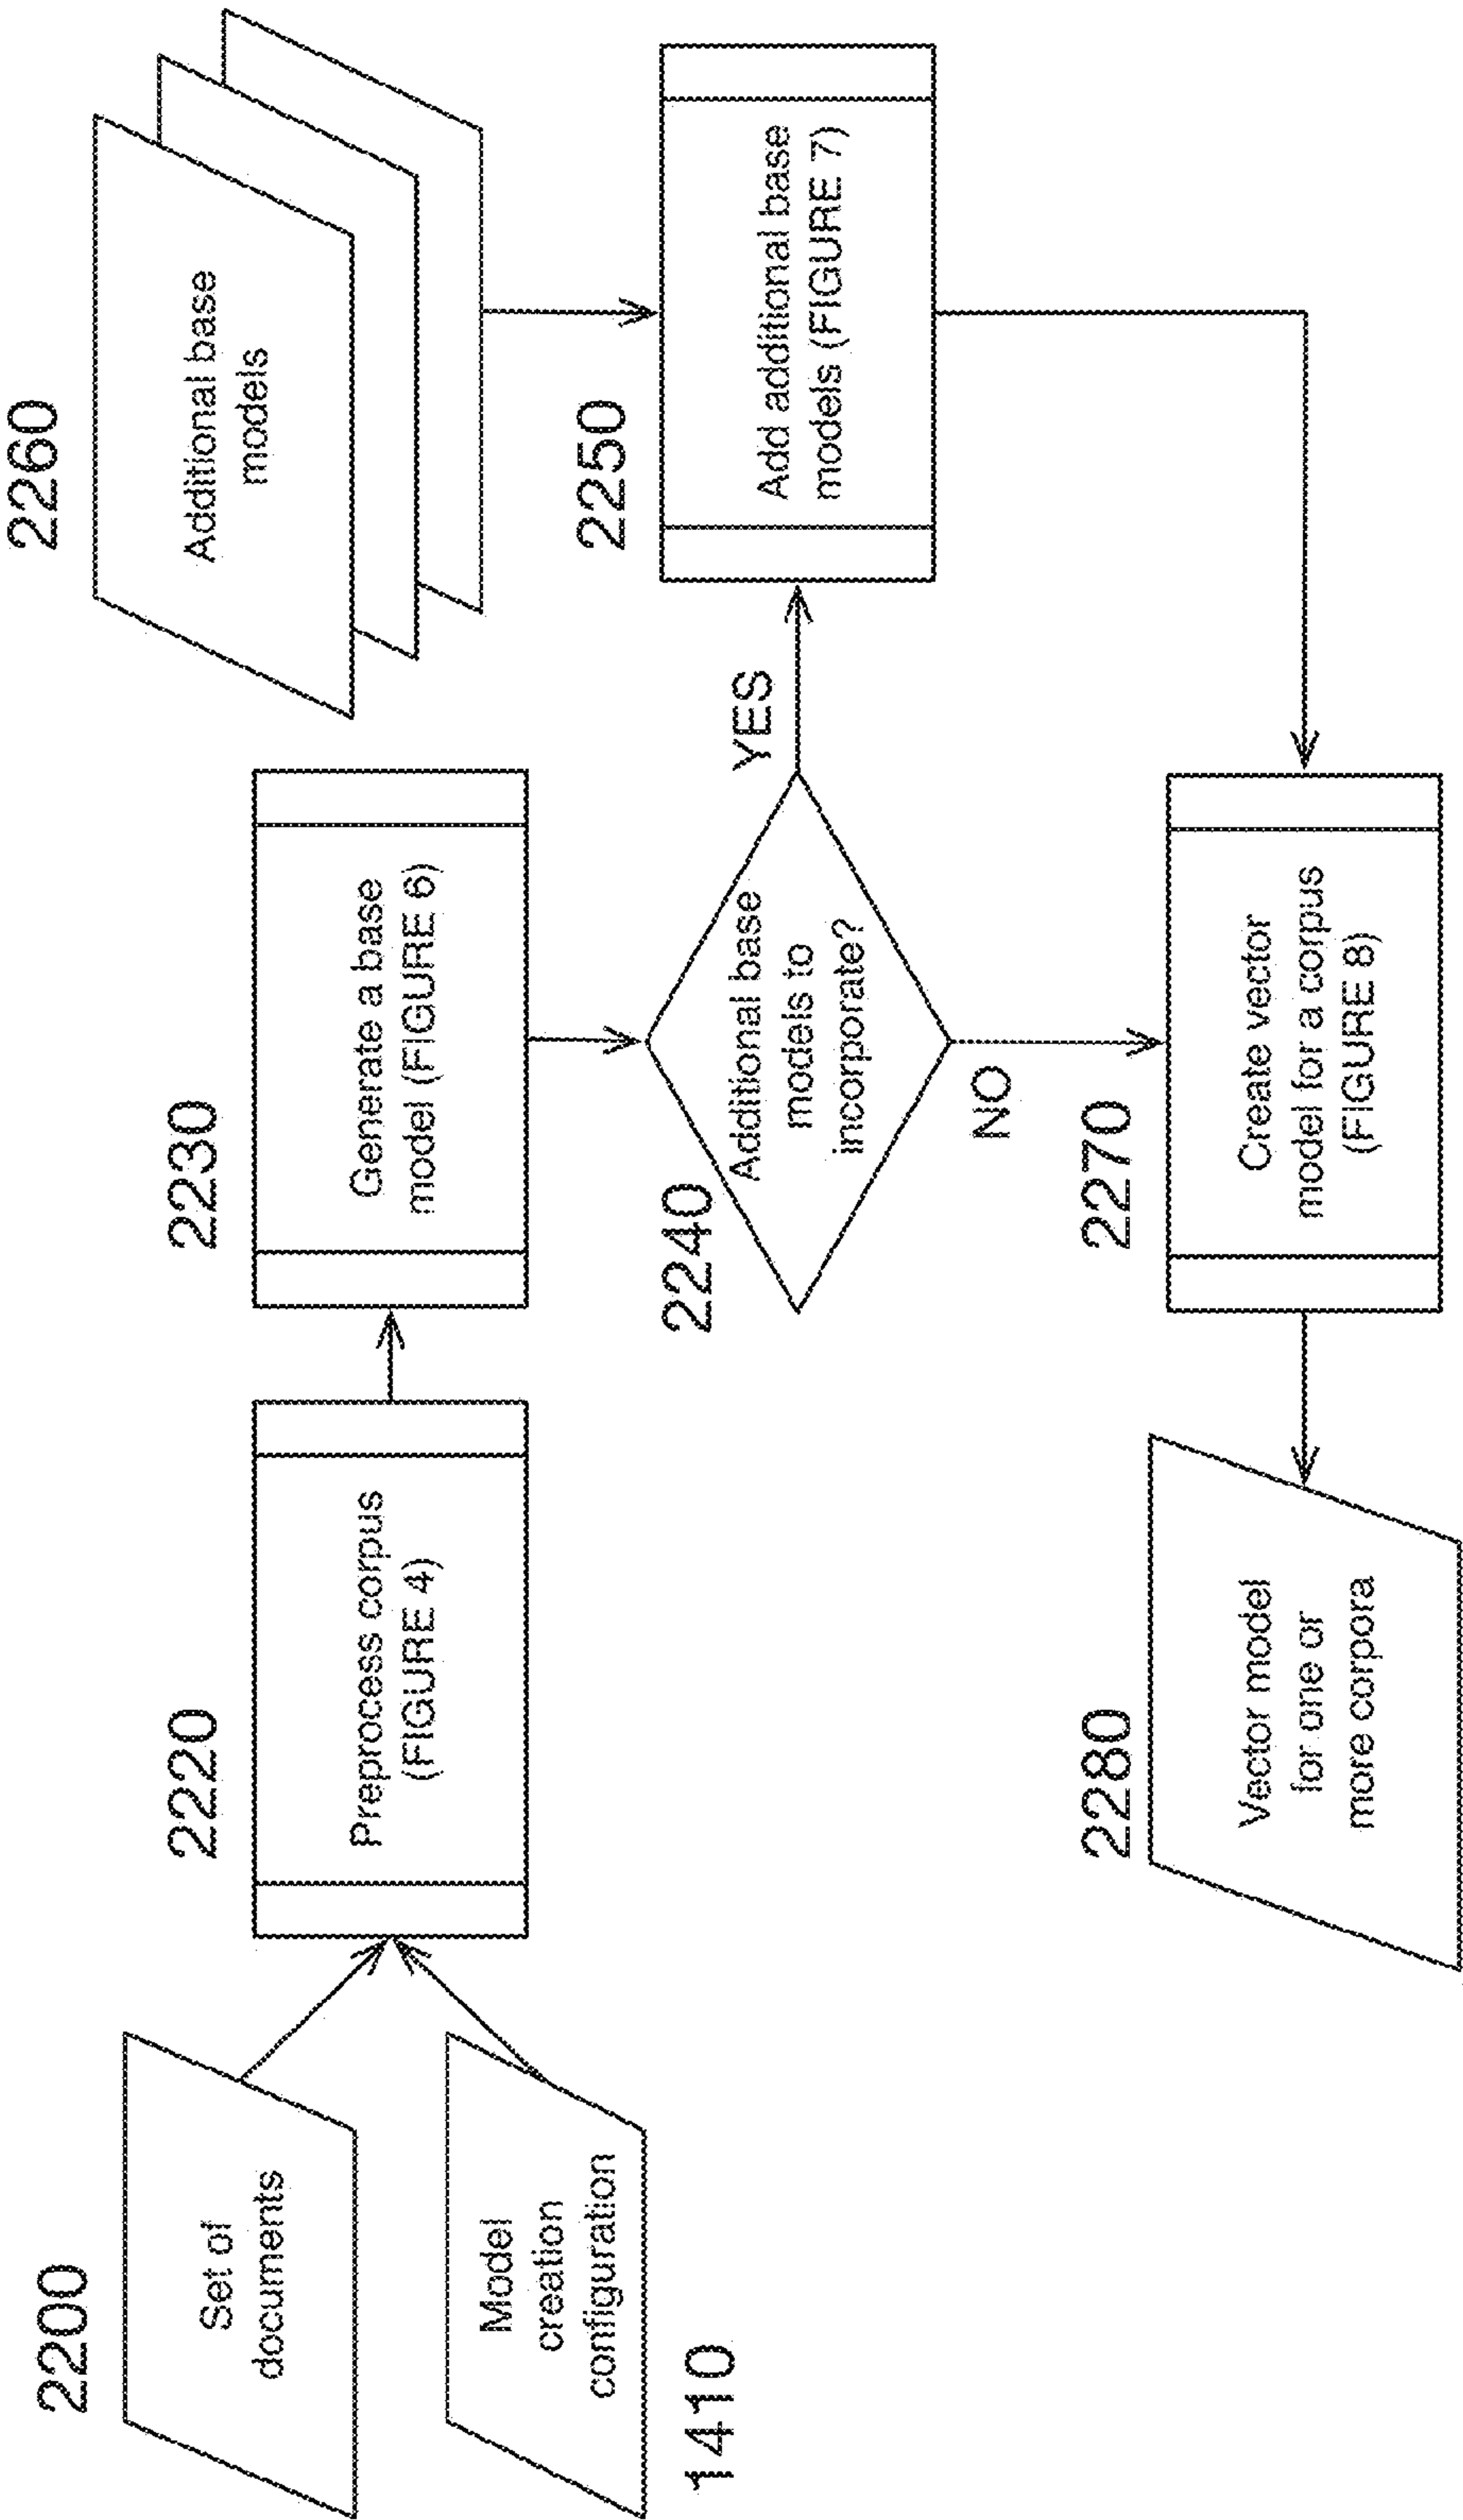 2200
Set of
documents
Model
creation
configuration
1410
2220
Preprocess corpus
(FIGURE 4)
2230
Generate a base
model (FIGURE 6)
2240
Additional base
models to
incorporate?
YES
NO
2260
Additional base
models
2250
Add additional base
models (FIGURE 7)
2270
Create vector
model for a corpus
(FIGURE 8)
2280
Vector model
for one or
more corpora